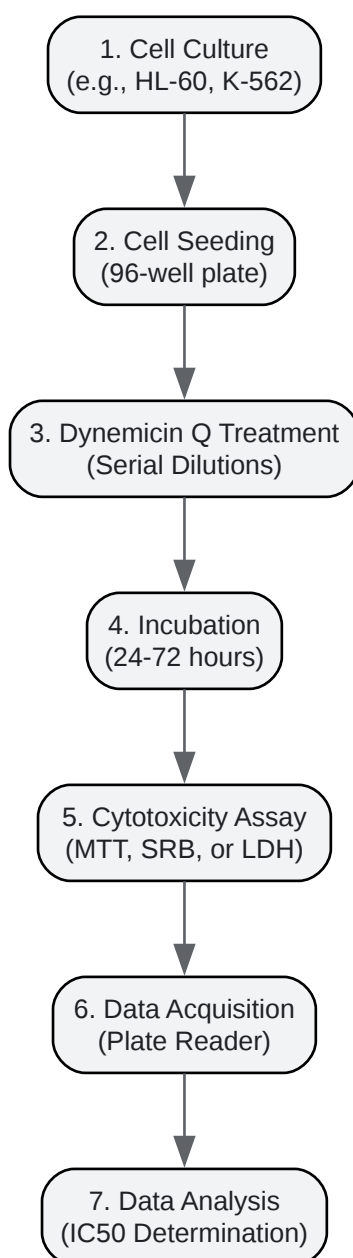 1. Cell Culture
(e.g., HL-60, K-562)
2. Cell Seeding
(96-well plate)
3. Dynemicin Q Treatment
(Serial Dilutions)
4. Incubation
(24-72 hours)
5. Cytotoxicity Assay
(MTT, SRB, or LDH)
6. Data Acquisition
(Plate Reader)
7. Data Analysis
(IC50 Determination)